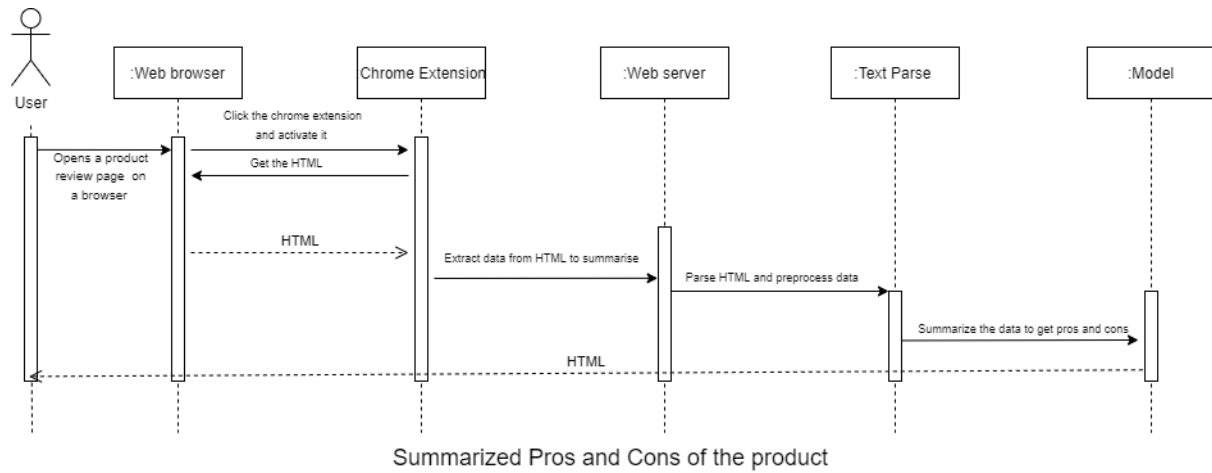 :Web browser
Chrome Extension
:Web server
:Text Parse
:Model
User
Click the chrome extension
and activate it
Opens a product
review page on
a browser
Get the HTML
HTML
Extract data from HTML to summarise
Parse HTML and preprocess data
Summarize the data to get pros and cons
HTML
Summarized Pros and Cons of the product